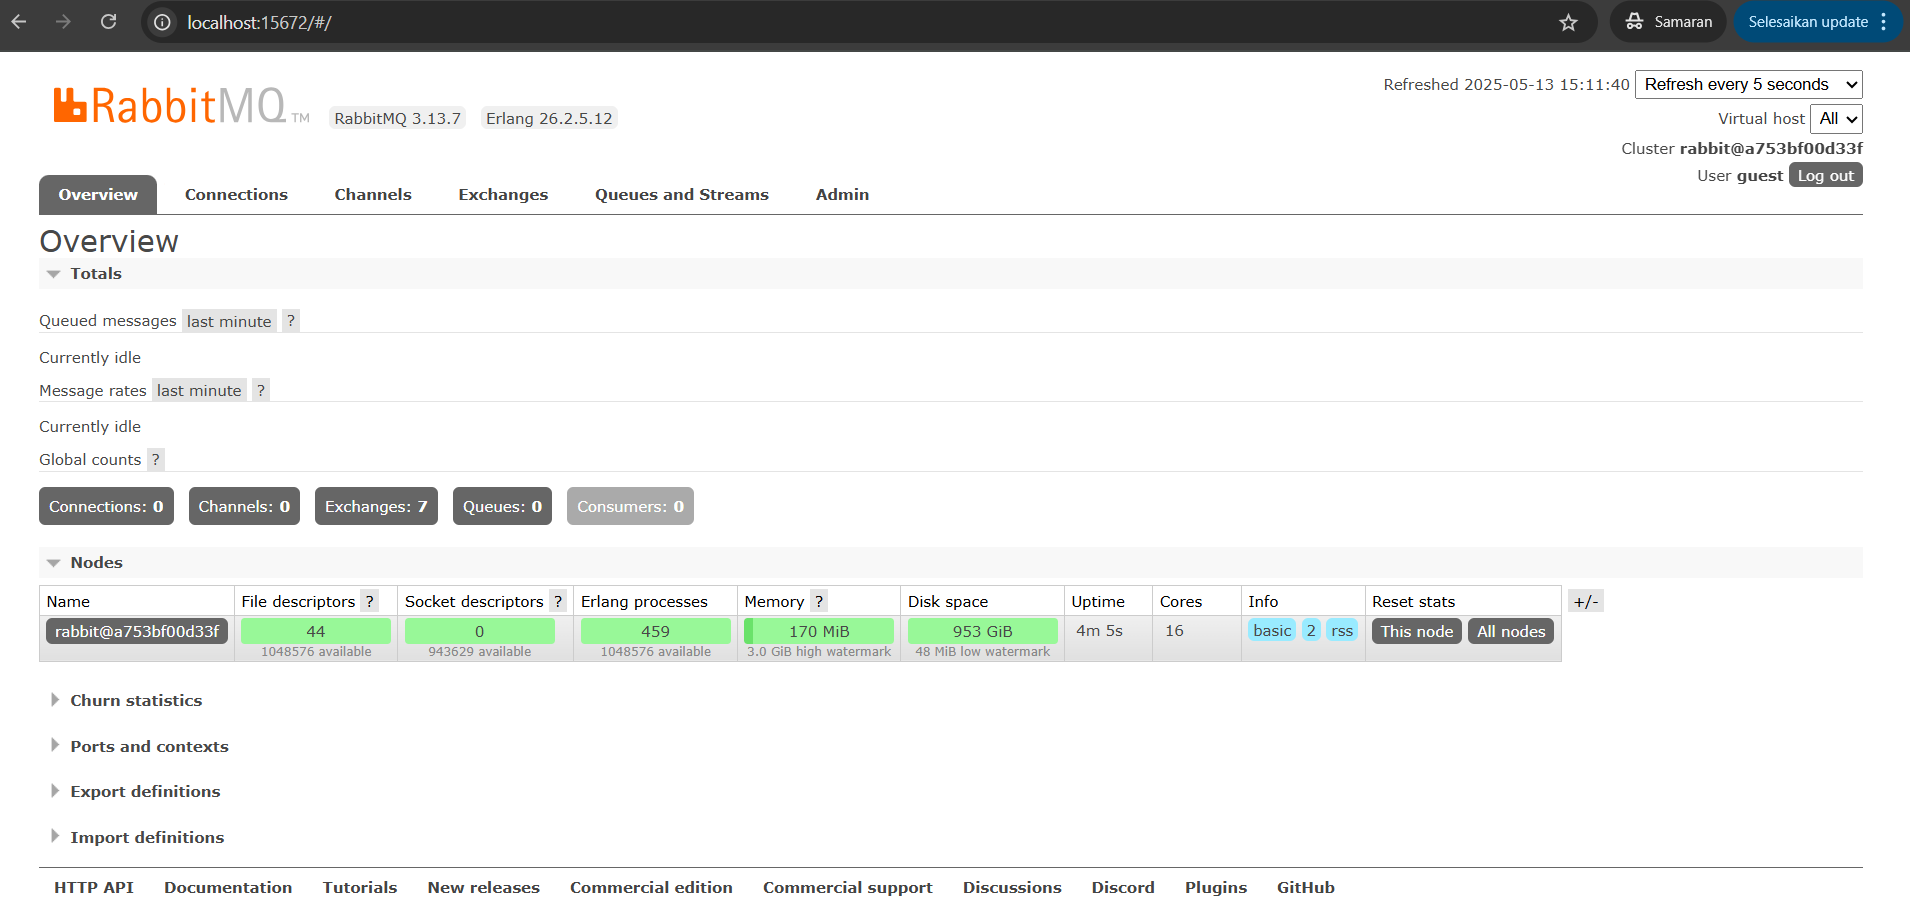 localhost:15672/#/
Samaran
Selesaikan update
RabbitMQ TM
RabbitMQ 3.13.7
Erlang 26.2.5.12
Refreshed 2025-05-13 15:11:40
Refresh every 5 seconds
Virtual host
All
Cluster rabbit@a753bf00d33f
User guest
Log out
Overview
Connections
Channels
Exchanges
Queues and Streams
Admin
Overview
Totals
Queued messages last minute ?
Currently idle
Message rates last minute ?
Currently idle
Global counts ?
Connections: 0
Channels: 0
Exchanges: 7
Queues: 0
Consumers: 0
Nodes
Name
File descriptors ?
Socket descriptors ?
Erlang processes
Memory ?
Disk space
Uptime
Cores
Info
Reset stats
+/-
rabbit@a753bf00d33f
44
1048576 available
0
943629 available
459
1048576 available
170 MiB
3.0 GiB high watermark
953 GiB
48 MiB low watermark
4m 5s
16
basic 2 rss
This node
All nodes
Churn statistics
Ports and contexts
Export definitions
Import definitions
HTTP API
Documentation
Tutorials
New releases
Commercial edition
Commercial support
Discussions
Discord
Plugins
GitHub